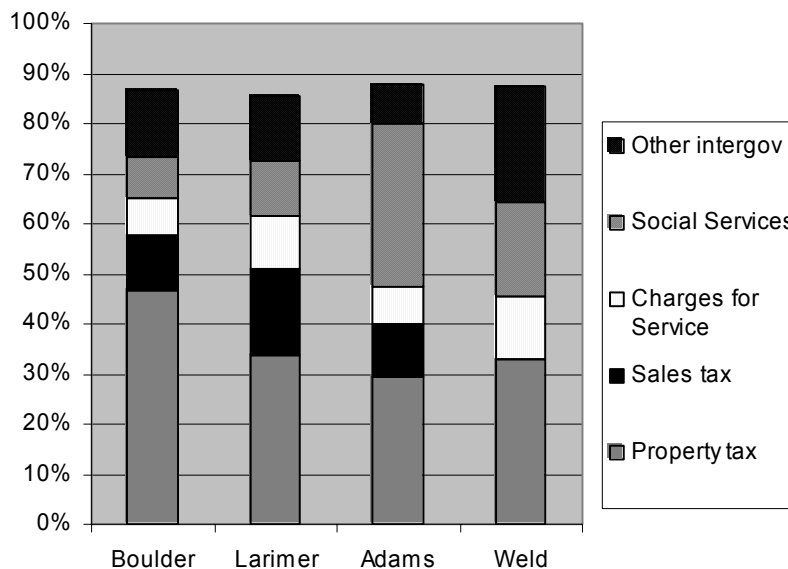 100%
90%
80%
70%
60%
50%
40%
30%
20%
10%
0%
Boulder Larimer Adams Weld
Other intergov
Social Services
Charges for
Service
Sales tax
Property tax